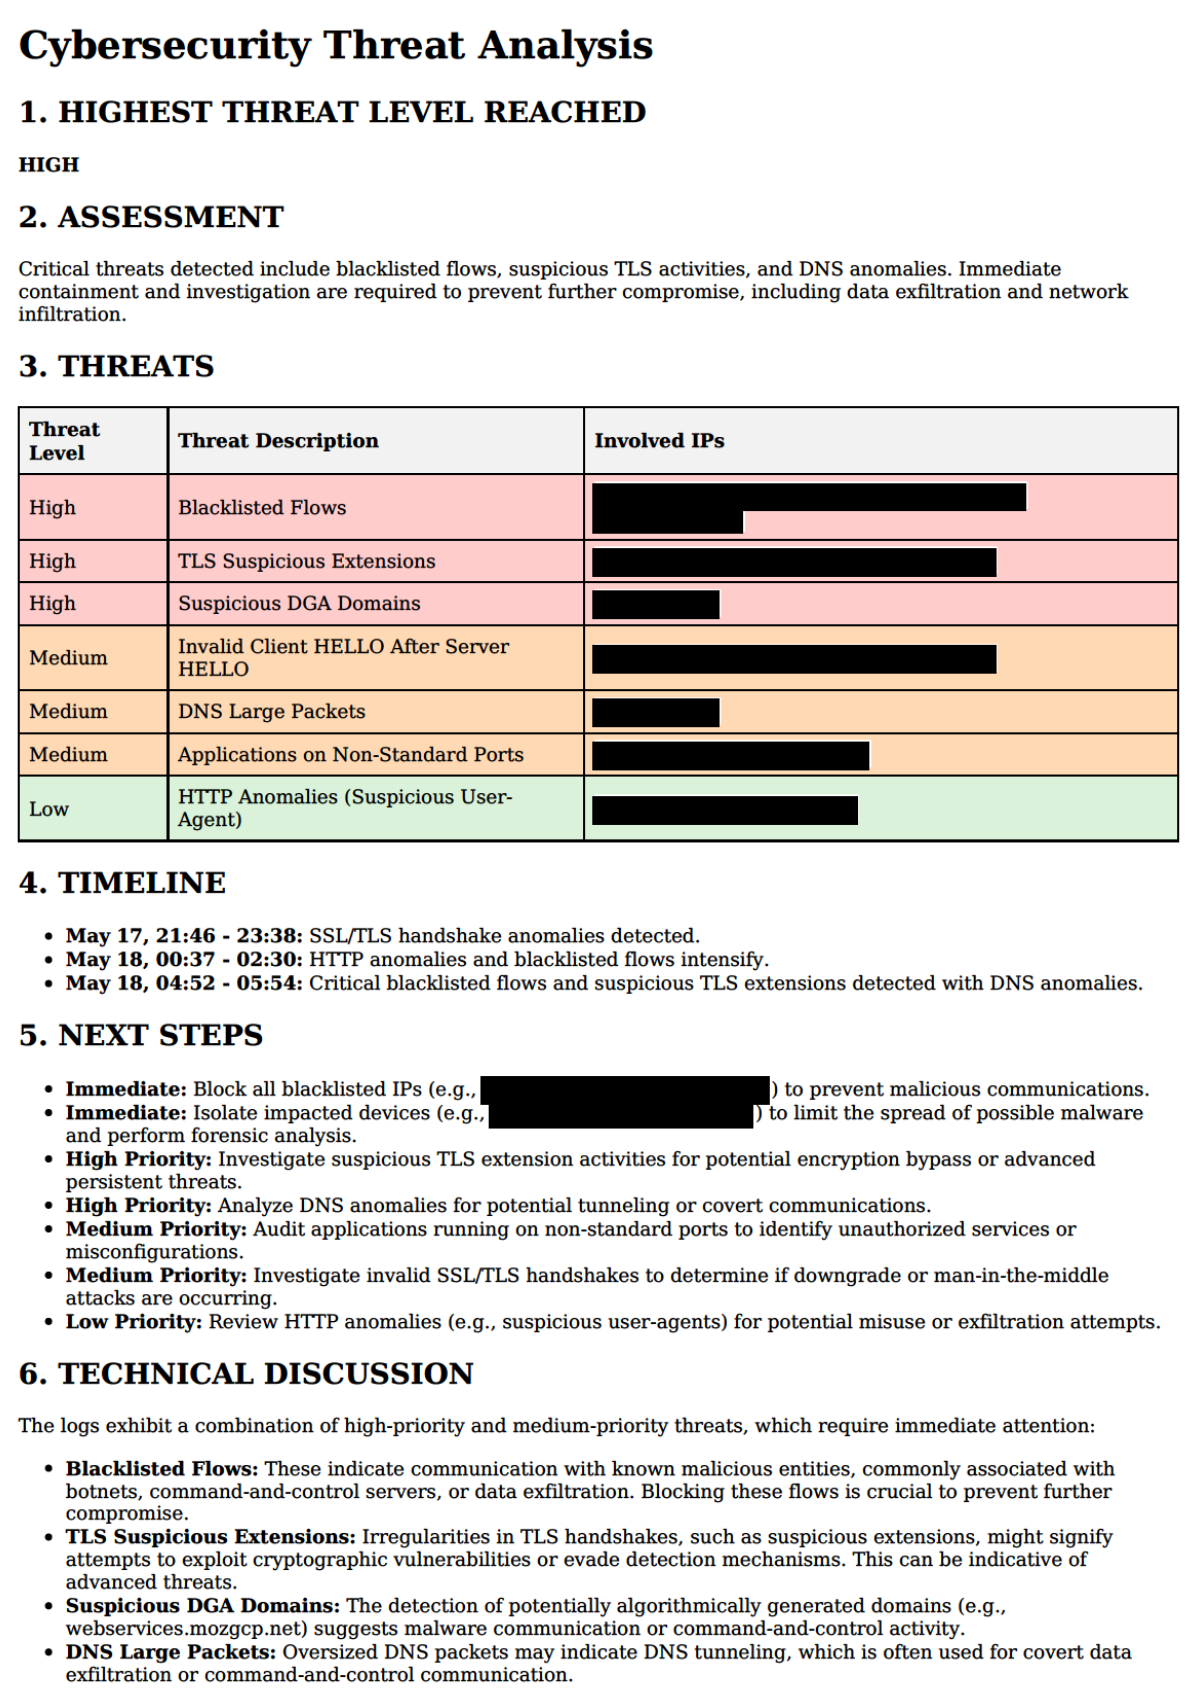 Cybersecurity Threat Analysis
1. HIGHEST THREAT LEVEL REACHED
HIGH
2. ASSESSMENT
Critical threats detected include blacklisted flows, suspicious TLS activities, and DNS anomalies. Immediate
containment and investigation are required to prevent further compromise, including data exfiltration and network
infiltration.
3. THREATS
Threat
Level
Threat Description
Involved IPs
High
Blacklisted Flows
High
TLS Suspicious Extensions
High
Suspicious DGA Domains
Medium
Invalid Client HELLO After Server
HELLO
Medium
DNS Large Packets
Medium
Applications on Non-Standard Ports
Low
HTTP Anomalies (Suspicious User-
Agent)
4. TIMELINE
• May 17, 21:46 - 23:38: SSL/TLS handshake anomalies detected.
• May 18, 00:37 - 02:30: HTTP anomalies and blacklisted flows intensify.
• May 18, 04:52 - 05:54: Critical blacklisted flows and suspicious TLS extensions detected with DNS anomalies.
5. NEXT STEPS
• Immediate: Block all blacklisted IPs (e.g., ) to prevent malicious communications.
• Immediate: Isolate impacted devices (e.g., ) to limit the spread of possible malware
and perform forensic analysis.
• High Priority: Investigate suspicious TLS extension activities for potential encryption bypass or advanced
persistent threats.
• High Priority: Analyze DNS anomalies for potential tunneling or covert communications.
• Medium Priority: Audit applications running on non-standard ports to identify unauthorized services or
misconfigurations.
• Medium Priority: Investigate invalid SSL/TLS handshakes to determine if downgrade or man-in-the-middle
attacks are occurring.
• Low Priority: Review HTTP anomalies (e.g., suspicious user-agents) for potential misuse or exfiltration attempts.
6. TECHNICAL DISCUSSION
The logs exhibit a combination of high-priority and medium-priority threats, which require immediate attention:
• Blacklisted Flows: These indicate communication with known malicious entities, commonly associated with
botnets, command-and-control servers, or data exfiltration. Blocking these flows is crucial to prevent further
compromise.
• TLS Suspicious Extensions: Irregularities in TLS handshakes, such as suspicious extensions, might signify
attempts to exploit cryptographic vulnerabilities or evade detection mechanisms. This can be indicative of
advanced threats.
• Suspicious DGA Domains: The detection of potentially algorithmically generated domains (e.g.,
webservices.mozgcp.net) suggests malware communication or command-and-control activity.
• DNS Large Packets: Oversized DNS packets may indicate DNS tunneling, which is often used for covert data
exfiltration or command-and-control communication.